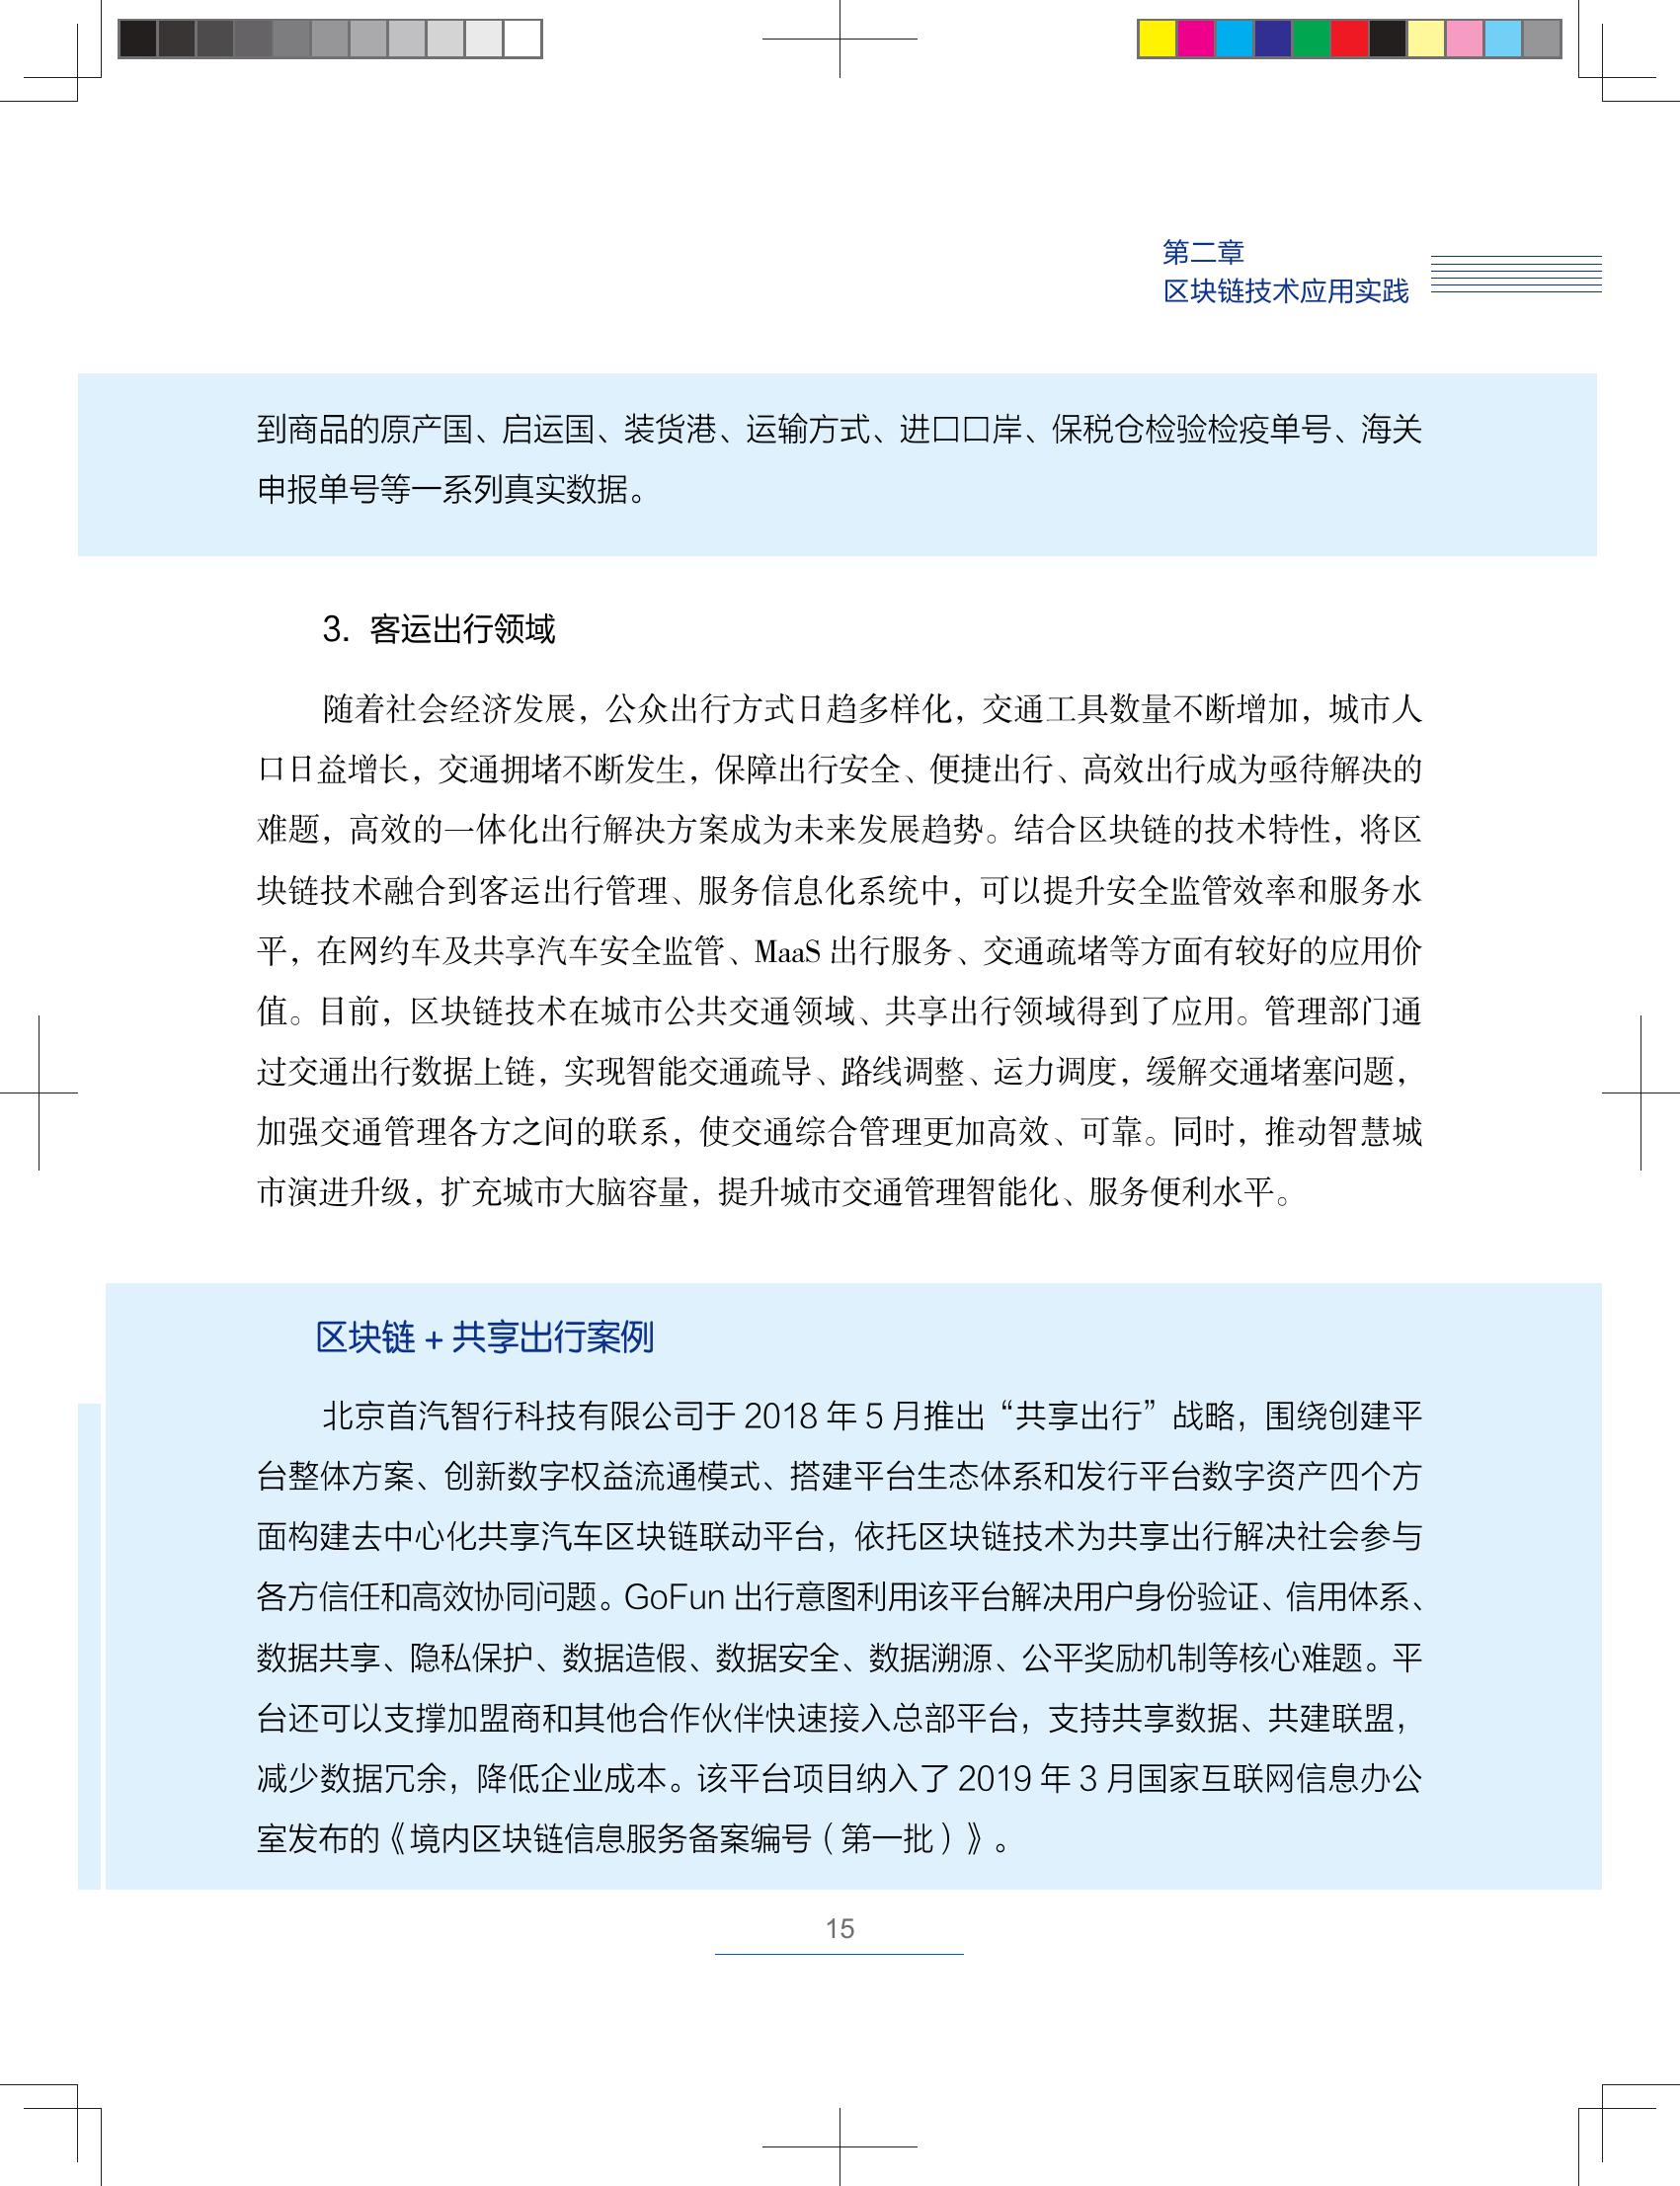 第二章
区块链技术应用实践
到商品的原产国、启运国、装货港、运输方式、进口口岸、保税仓检验检疫单号、海关
申报单号等一系列真实数据。
3. 客运出行领域
随着社会经济发展，公众出行方式日趋多样化，交通工具数量不断增加，城市人
口日益增长，交通拥堵不断发生，保障出行安全、便捷出行、高效出行成为亟待解决的
难题，高效的一体化出行解决方案成为未来发展趋势。结合区块链的技术特性，将区
块链技术融合到客运出行管理、服务信息化系统中，可以提升安全监管效率和服务水
平，在网约车及共享汽车安全监管、MaaS 出行服务、交通疏堵等方面有较好的应用价
值。目前，区块链技术在城市公共交通领域、共享出行领域得到了应用。管理部门通
过交通出行数据上链，实现智能交通疏导、路线调整、运力调度，缓解交通堵塞问题，
加强交通管理各方之间的联系，使交通综合管理更加高效、可靠。同时，推动智慧城
市演进升级，扩充城市大脑容量，提升城市交通管理智能化、服务便利水平。
区块链 + 共享出行案例
北京首汽智行科技有限公司于 2018 年 5 月推出“共享出行”战略，围绕创建平
台整体方案、创新数字权益流通模式、搭建平台生态体系和发行平台数字资产四个方
面构建去中心化共享汽车区块链联动平台，依托区块链技术为共享出行解决社会参与
各方信任和高效协同问题。GoFun 出行意图利用该平台解决用户身份验证、信用体系、
数据共享、隐私保护、数据造假、数据安全、数据溯源、公平奖励机制等核心难题。平
台还可以支撑加盟商和其他合作伙伴快速接入总部平台，支持共享数据、共建联盟，
减少数据冗余，降低企业成本。该平台项目纳入了 2019 年 3 月国家互联网信息办公
室发布的《境内区块链信息服务备案编号（第一批）》。
15